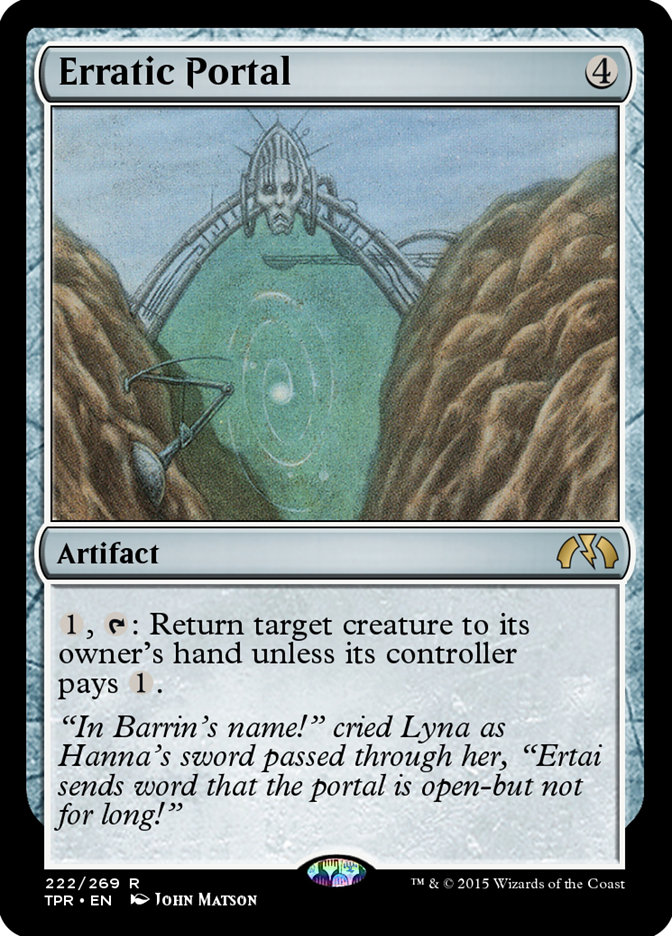 Erratic Portal
4
Artifact
1, : Return target creature to its
owner's hand unless its controller
pays 1.
“In Barrin's name!” cried Lyna as
Hanna's sword passed through her, “Ertai
sends word that the portal is open-but not
for long!”
222/269 R
TPR • EN John Matson
™ & © 2015 Wizards of the Coast